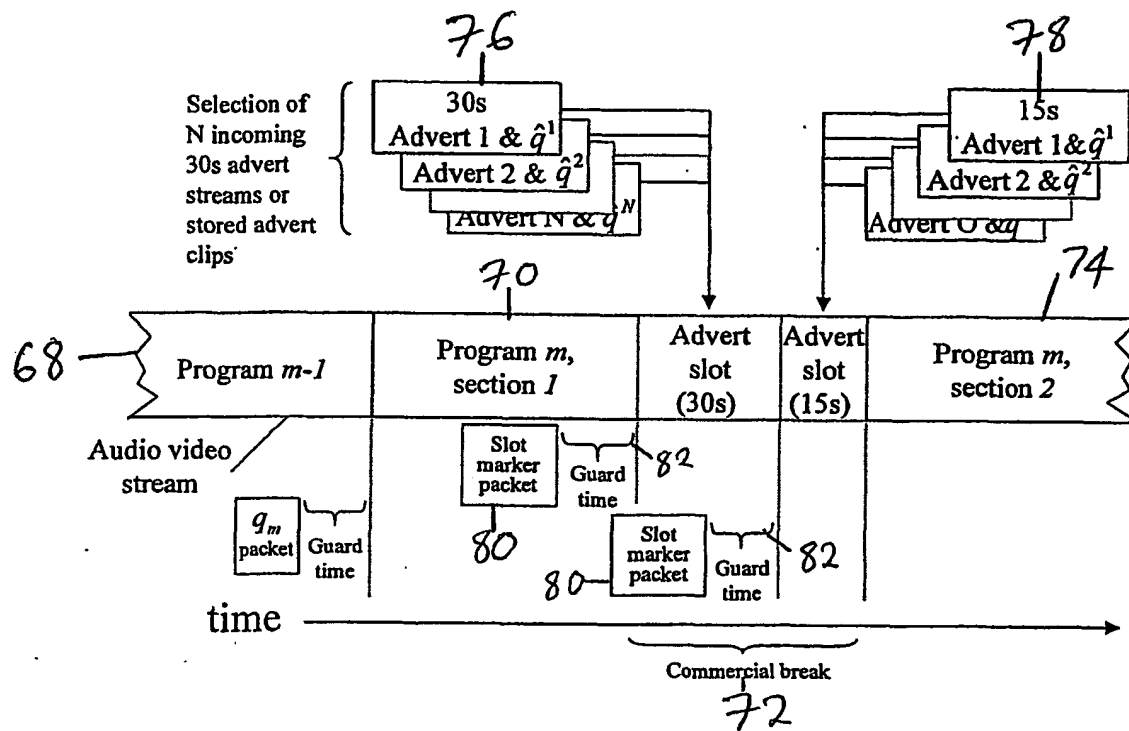 76
78
Selection of
N incoming
30s advert
streams or
stored advert
clips
30s
Advert 1 & q̂¹
Advert 2 & q̂²
Advert N & q̂ᴺ
15s
Advert 1 & q̂¹
Advert 2 & q̂²
Advert O & q
70
74
68
Program m-1
Program m,
section 1
Advert
slot
(30s)
Advert
slot
(15s)
Program m,
section 2
Audio video
stream
Slot
marker
packet
Guard
time
82
qₘ
packet
Guard
time
80
Slot
marker
packet
Guard
time
82
80
time
Commercial break
72